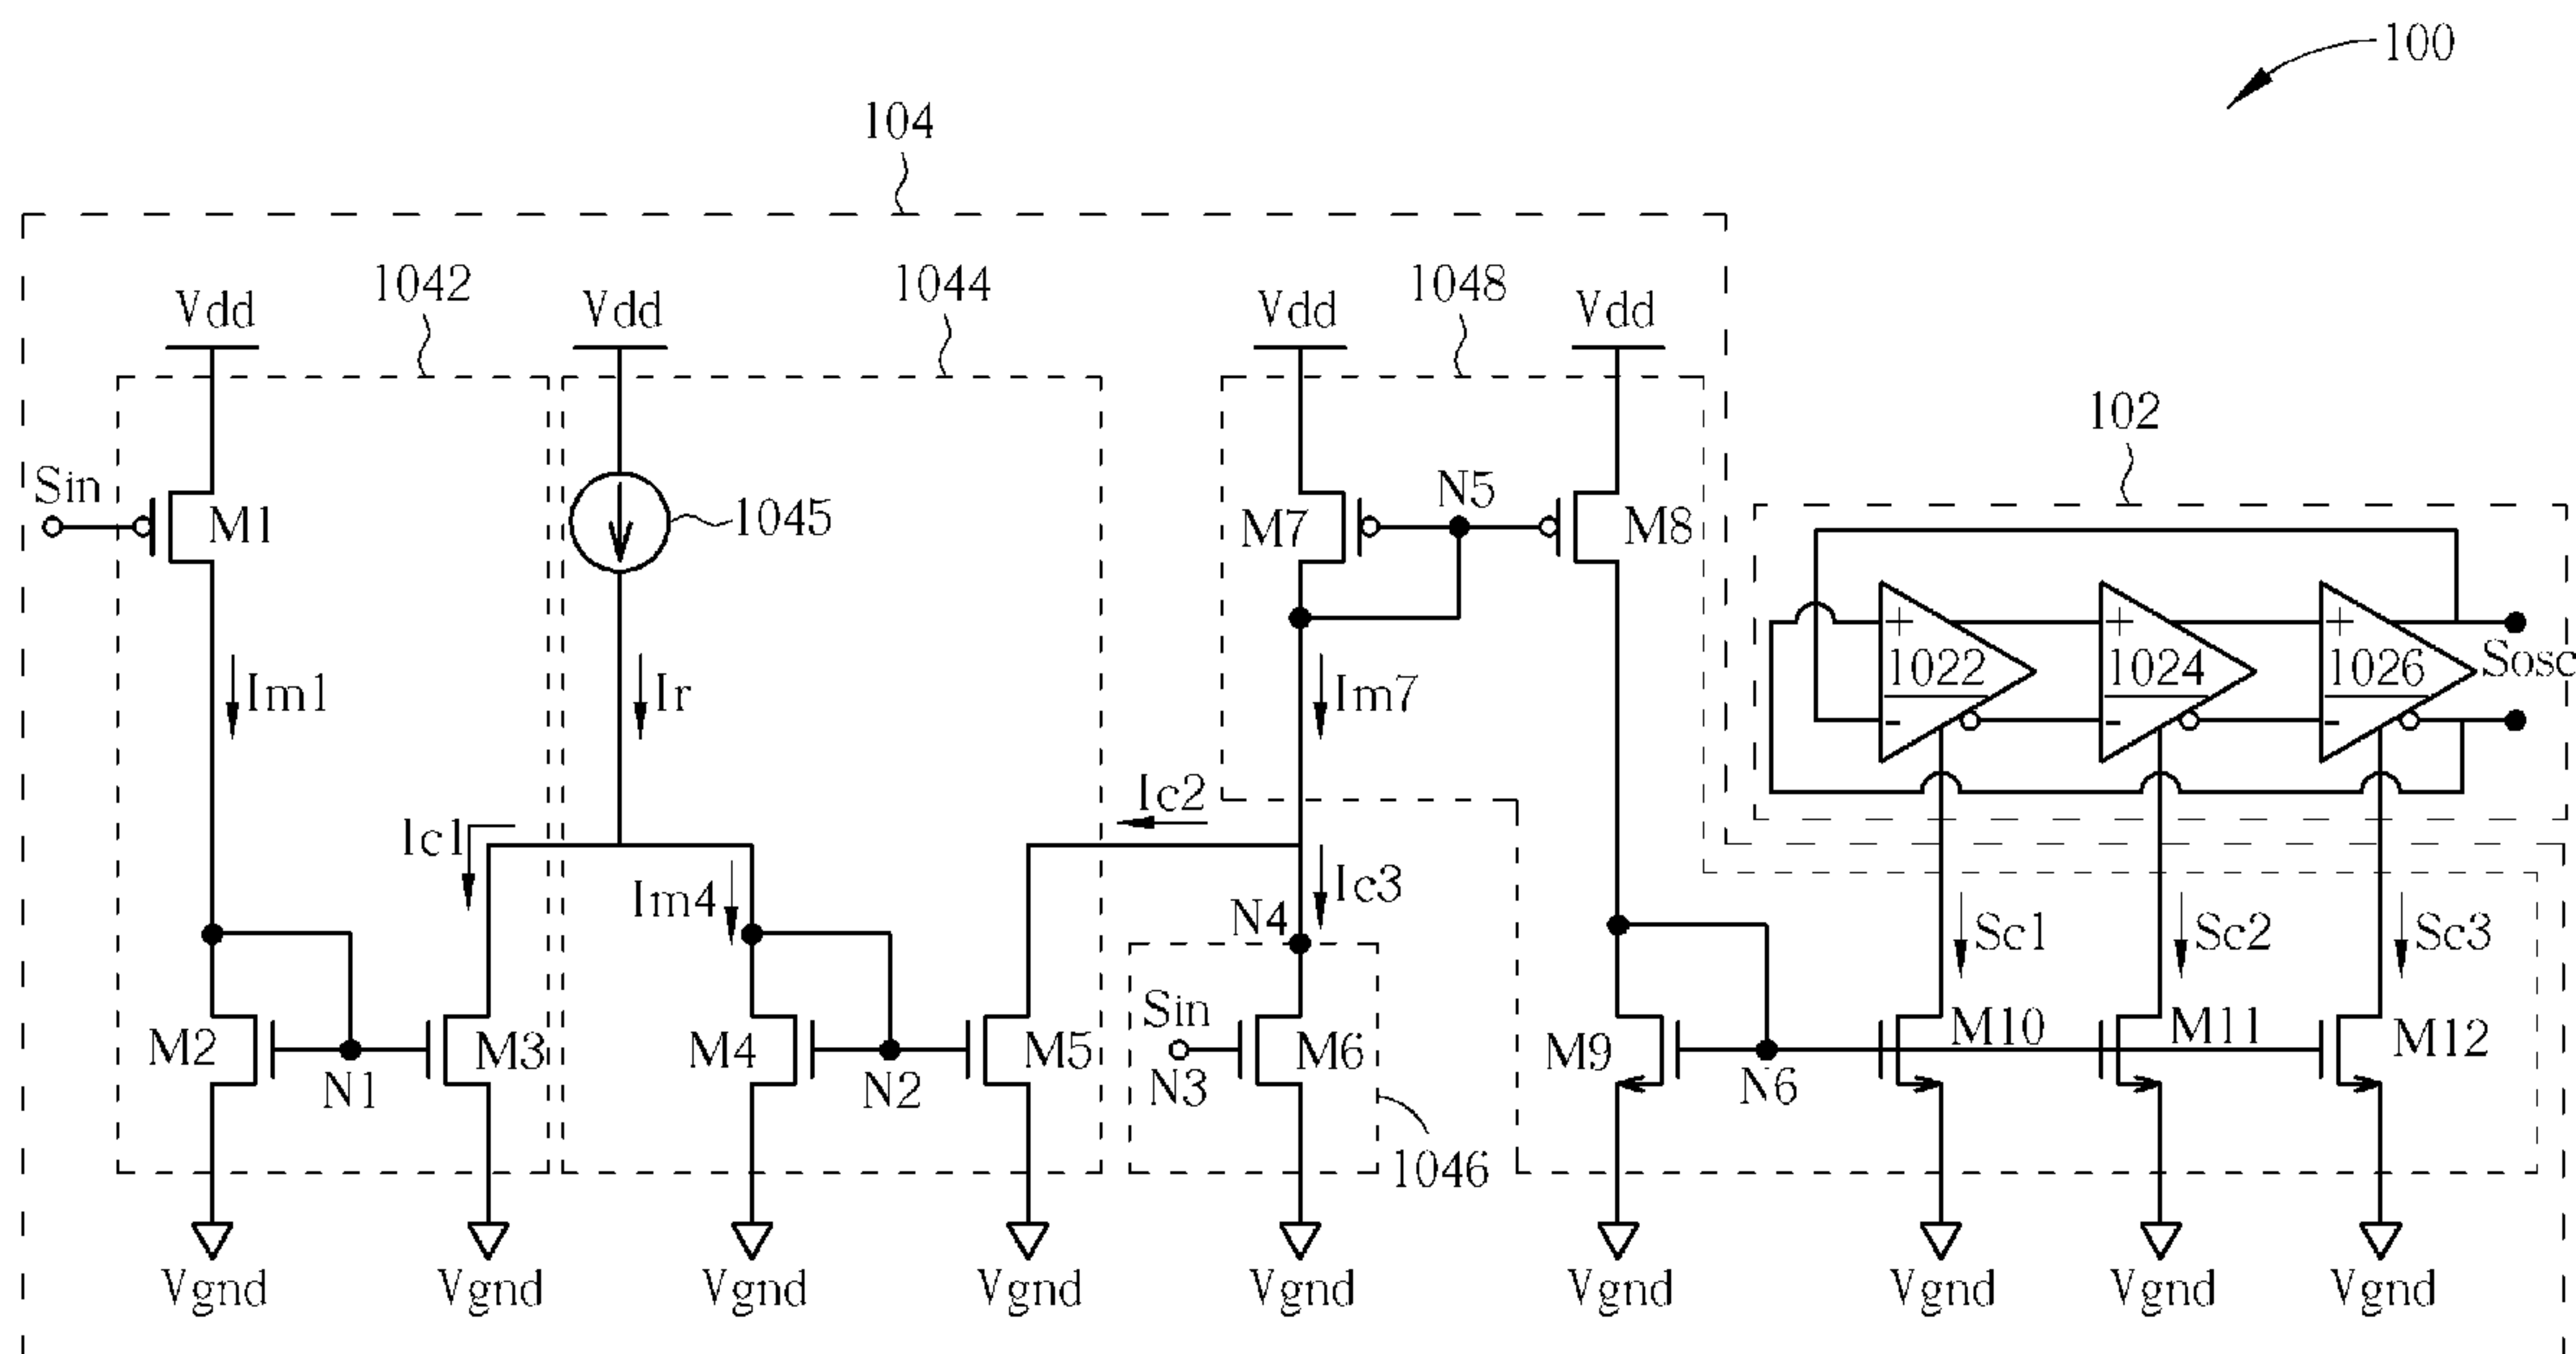 100
104
1042
1044
1048
Vdd
Vdd
Vdd
Vdd
102
Sin
M1
1045
M7
N5
M8
+
+
+
1022
1024
1026
Sosc
-
-
-
Im1
Ir
Im7
Ic2
Ic1
Im4
Ic3
N4
Sc1
Sc2
Sc3
Sin
M2
M3
M4
M5
M6
M9
M10
M11
M12
N1
N2
N3
N6
1046
Vgnd
Vgnd
Vgnd
Vgnd
Vgnd
Vgnd
Vgnd
Vgnd
Vgnd